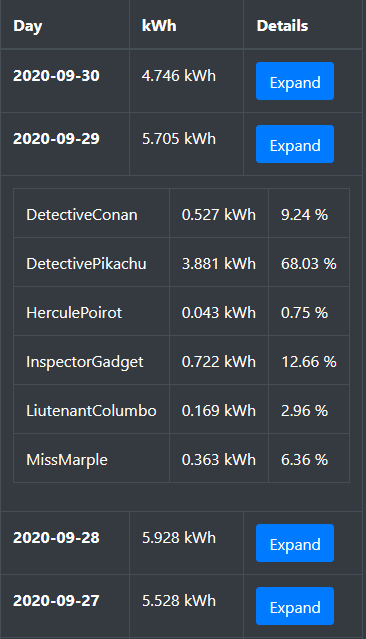 Day kWh Details
2020-09-30 4.746 kWh Expand
2020-09-29 5.705 kWh Expand
DetectiveConan 0.527 kWh 9.24 %
DetectivePikachu 3.881 kWh 68.03 %
HerculePoirot 0.043 kWh 0.75 %
InspectorGadget 0.722 kWh 12.66 %
LiutenantColumbo 0.169 kWh 2.96 %
MissMarple 0.363 kWh 6.36 %
2020-09-28 5.928 kWh Expand
2020-09-27 5.528 kWh Expand